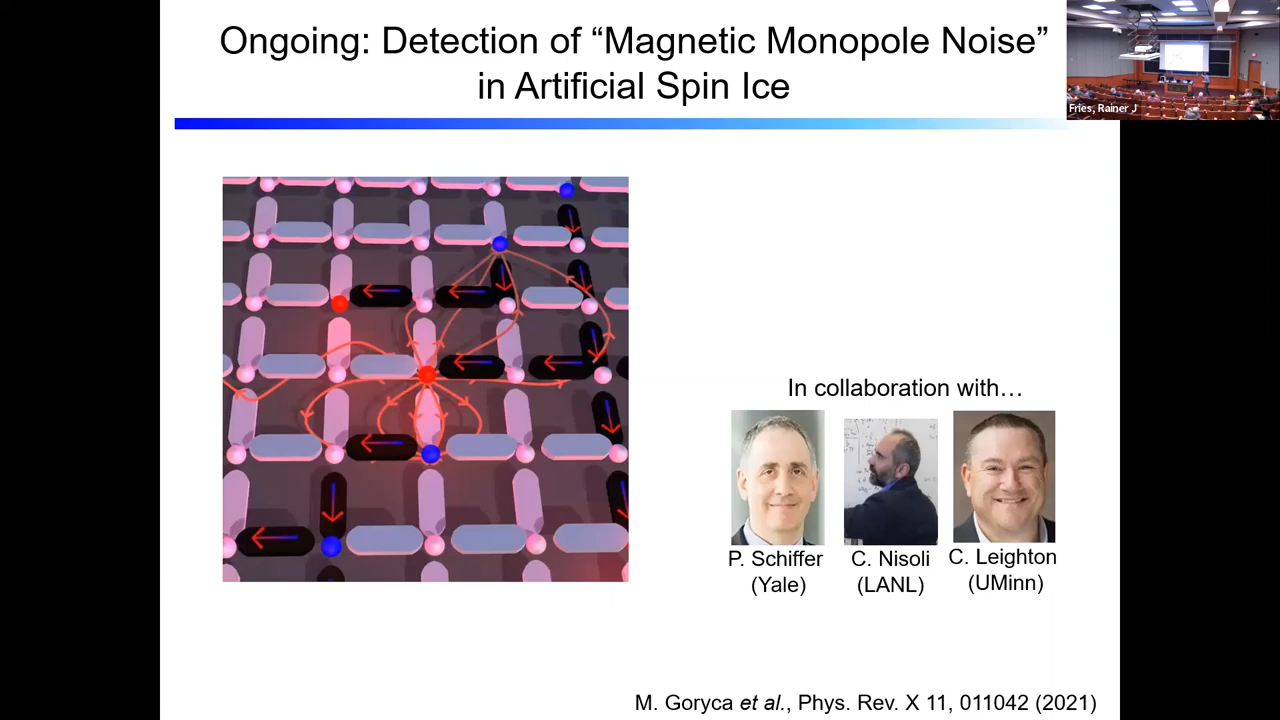 Ongoing: Detection of “Magnetic Monopole Noise”
in Artificial Spin Ice
Fries, Rainer J
In collaboration with…
P. Schiffer
(Yale)
C. Nisoli
(LANL)
C. Leighton
(UMinn)
M. Goryca et al., Phys. Rev. X 11, 011042 (2021)